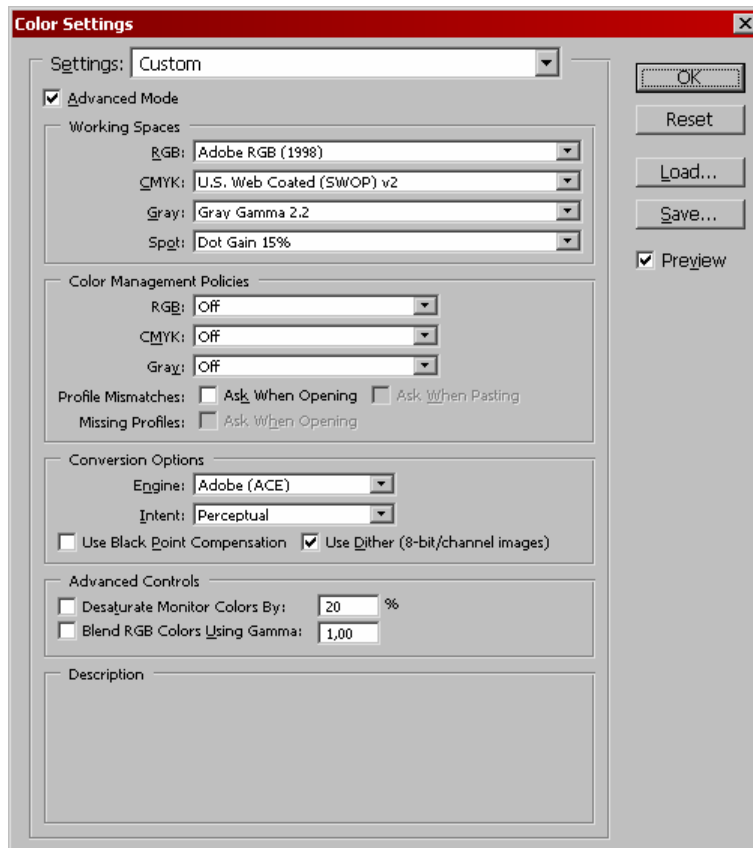 Color Settings
Settings: Custom
OK
Advanced Mode
Reset
Working Spaces
RGB: Adobe RGB (1998)
Load...
CMYK: U.S. Web Coated (SWOP) v2
Gray: Gray Gamma 2.2
Save...
Spot: Dot Gain 15%
Preview
Color Management Policies
RGB: Off
CMYK: Off
Gray: Off
Profile Mismatches: Ask When Opening Ask When Pasting
Missing Profiles: Ask When Opening
Conversion Options
Engine: Adobe (ACE)
Intent: Perceptual
Use Black Point Compensation Use Dither (8-bit/channel images)
Advanced Controls
Desaturate Monitor Colors By: 20 %
Blend RGB Colors Using Gamma: 1,00
Description